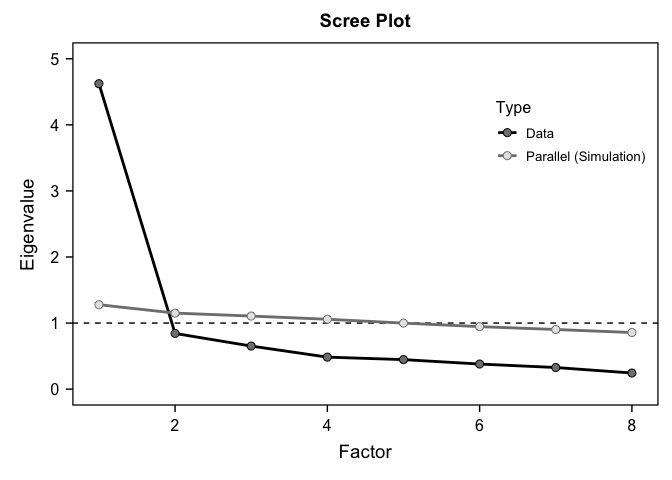 Scree Plot
Eigenvalue
5
4
3
2
1
0
Type
Data
Parallel (Simulation)
2
4
6
8
Factor